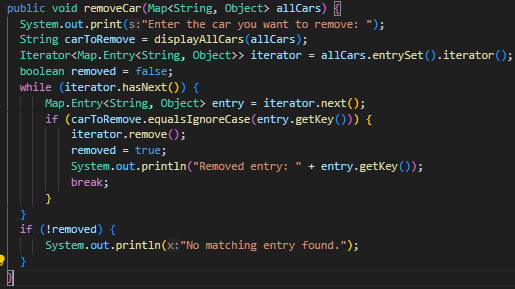 public void removeCar(Map<String, Object> allCars) {
System.out.print(s:"Enter the car you want to remove: ");
String carToRemove = displayAllCars(allCars);
Iterator<Map.Entry<String, Object>> iterator = allCars.entrySet().iterator();
boolean removed = false;
while (iterator.hasNext()) {
Map.Entry<String, Object> entry = iterator.next();
if (carToRemove.equalsIgnoreCase(entry.getKey())) {
iterator.remove();
removed = true;
System.out.println("Removed entry: " + entry.getKey());
break;
}
}
if (!removed) {
System.out.println(x:"No matching entry found.");
}
}